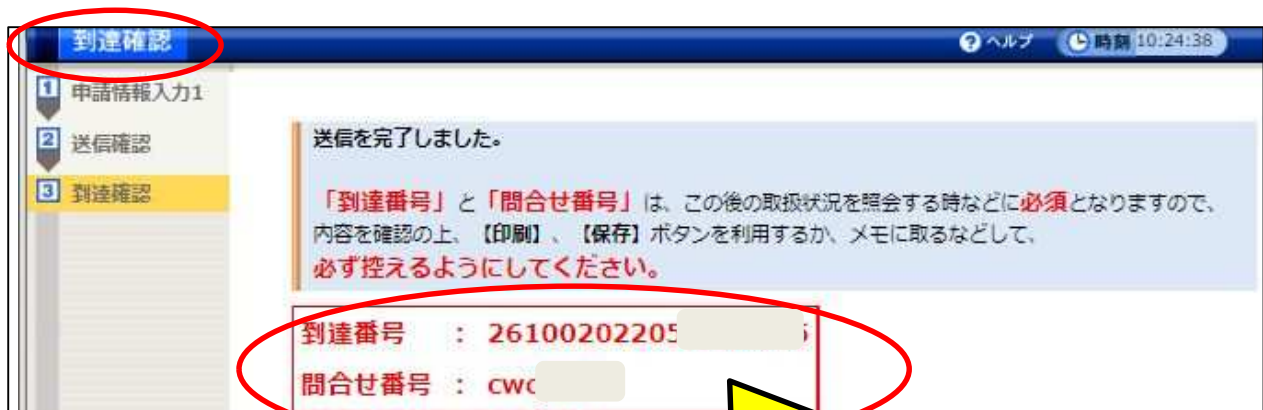 到達確認
ヘルプ 時刻 10:24:38
1 申請情報入力1
2 送信確認
3 到達確認
送信を完了しました。
「到達番号」と「問合せ番号」は、この後の取扱状況を照会する時などに必須となりますので、
内容を確認の上、【印刷】、【保存】ボタンを利用するか、メモに取るなどして、
必ず控えるようにしてください。
到達番号 : 2610020220
問合せ番号 : cwc